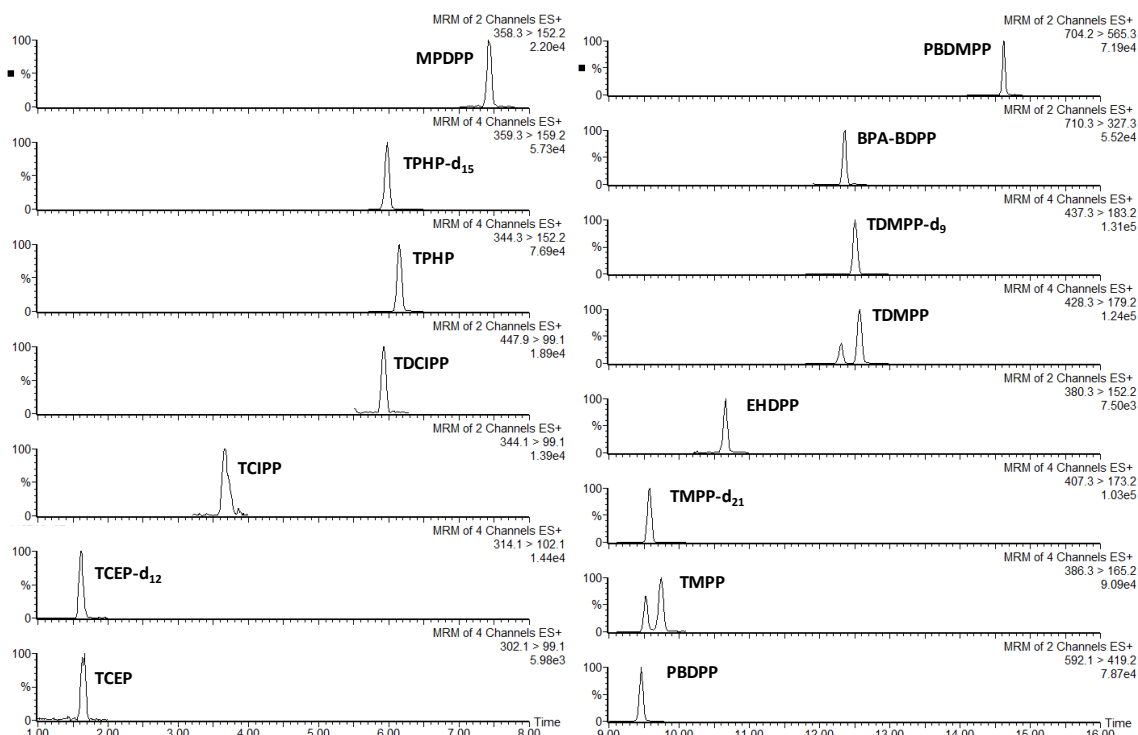 MRM of 2 Channels ES+
358.3 > 152.2
2.20e4
100
%
0
MPDPP
MRM of 4 Channels ES+
359.3 > 159.2
5.73e4
100
%
0
TPHP-d15
MRM of 4 Channels ES+
344.3 > 152.2
7.69e4
100
%
0
TPHP
MRM of 2 Channels ES+
447.9 > 99.1
1.89e4
100
%
0
TDCIPP
MRM of 2 Channels ES+
344.1 > 99.1
1.39e4
100
%
0
TCIPP
MRM of 4 Channels ES+
314.1 > 102.1
1.44e4
100
%
0
TCEP-d12
MRM of 4 Channels ES+
302.1 > 99.1
5.98e3
100
%
0
TCEP
Time
1.00 2.00 3.00 4.00 5.00 6.00 7.00 8.00
MRM of 2 Channels ES+
704.2 > 565.3
7.19e4
100
%
0
PBDMPP
MRM of 2 Channels ES+
710.3 > 327.3
5.52e4
100
%
0
BPA-BDPP
MRM of 4 Channels ES+
437.3 > 183.2
1.31e5
100
%
0
TDMPP-d9
MRM of 4 Channels ES+
428.3 > 179.2
1.24e5
100
%
0
TDMPP
MRM of 2 Channels ES+
380.3 > 152.2
7.50e3
100
%
0
EHDPP
MRM of 4 Channels ES+
407.3 > 173.2
1.03e5
100
%
0
TMPP-d21
MRM of 4 Channels ES+
386.3 > 165.2
9.09e4
100
%
0
TMPP
MRM of 2 Channels ES+
592.1 > 419.2
7.87e4
100
%
0
PBDPP
Time
9.00 10.00 11.00 12.00 13.00 14.00 15.00 16.00